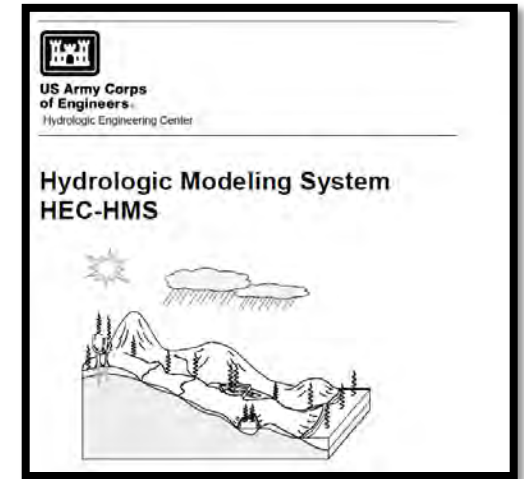 US Army Corps
of Engineers®
Hydrologic Engineering Center
Hydrologic Modeling System
HEC-HMS